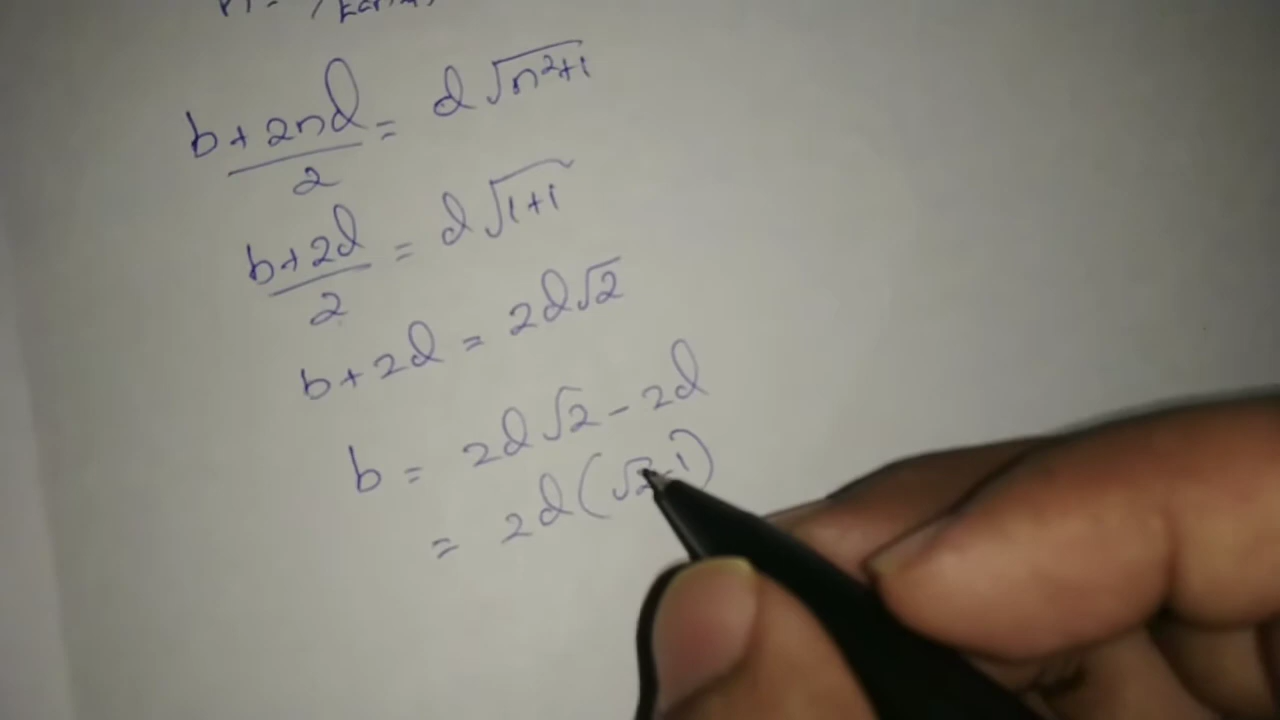 b+2nd/2 = d√n²+1
b+2d/2 = d√1+1
b+2d = 2d√2
b = 2d√2-2d
= 2d(√2-1)